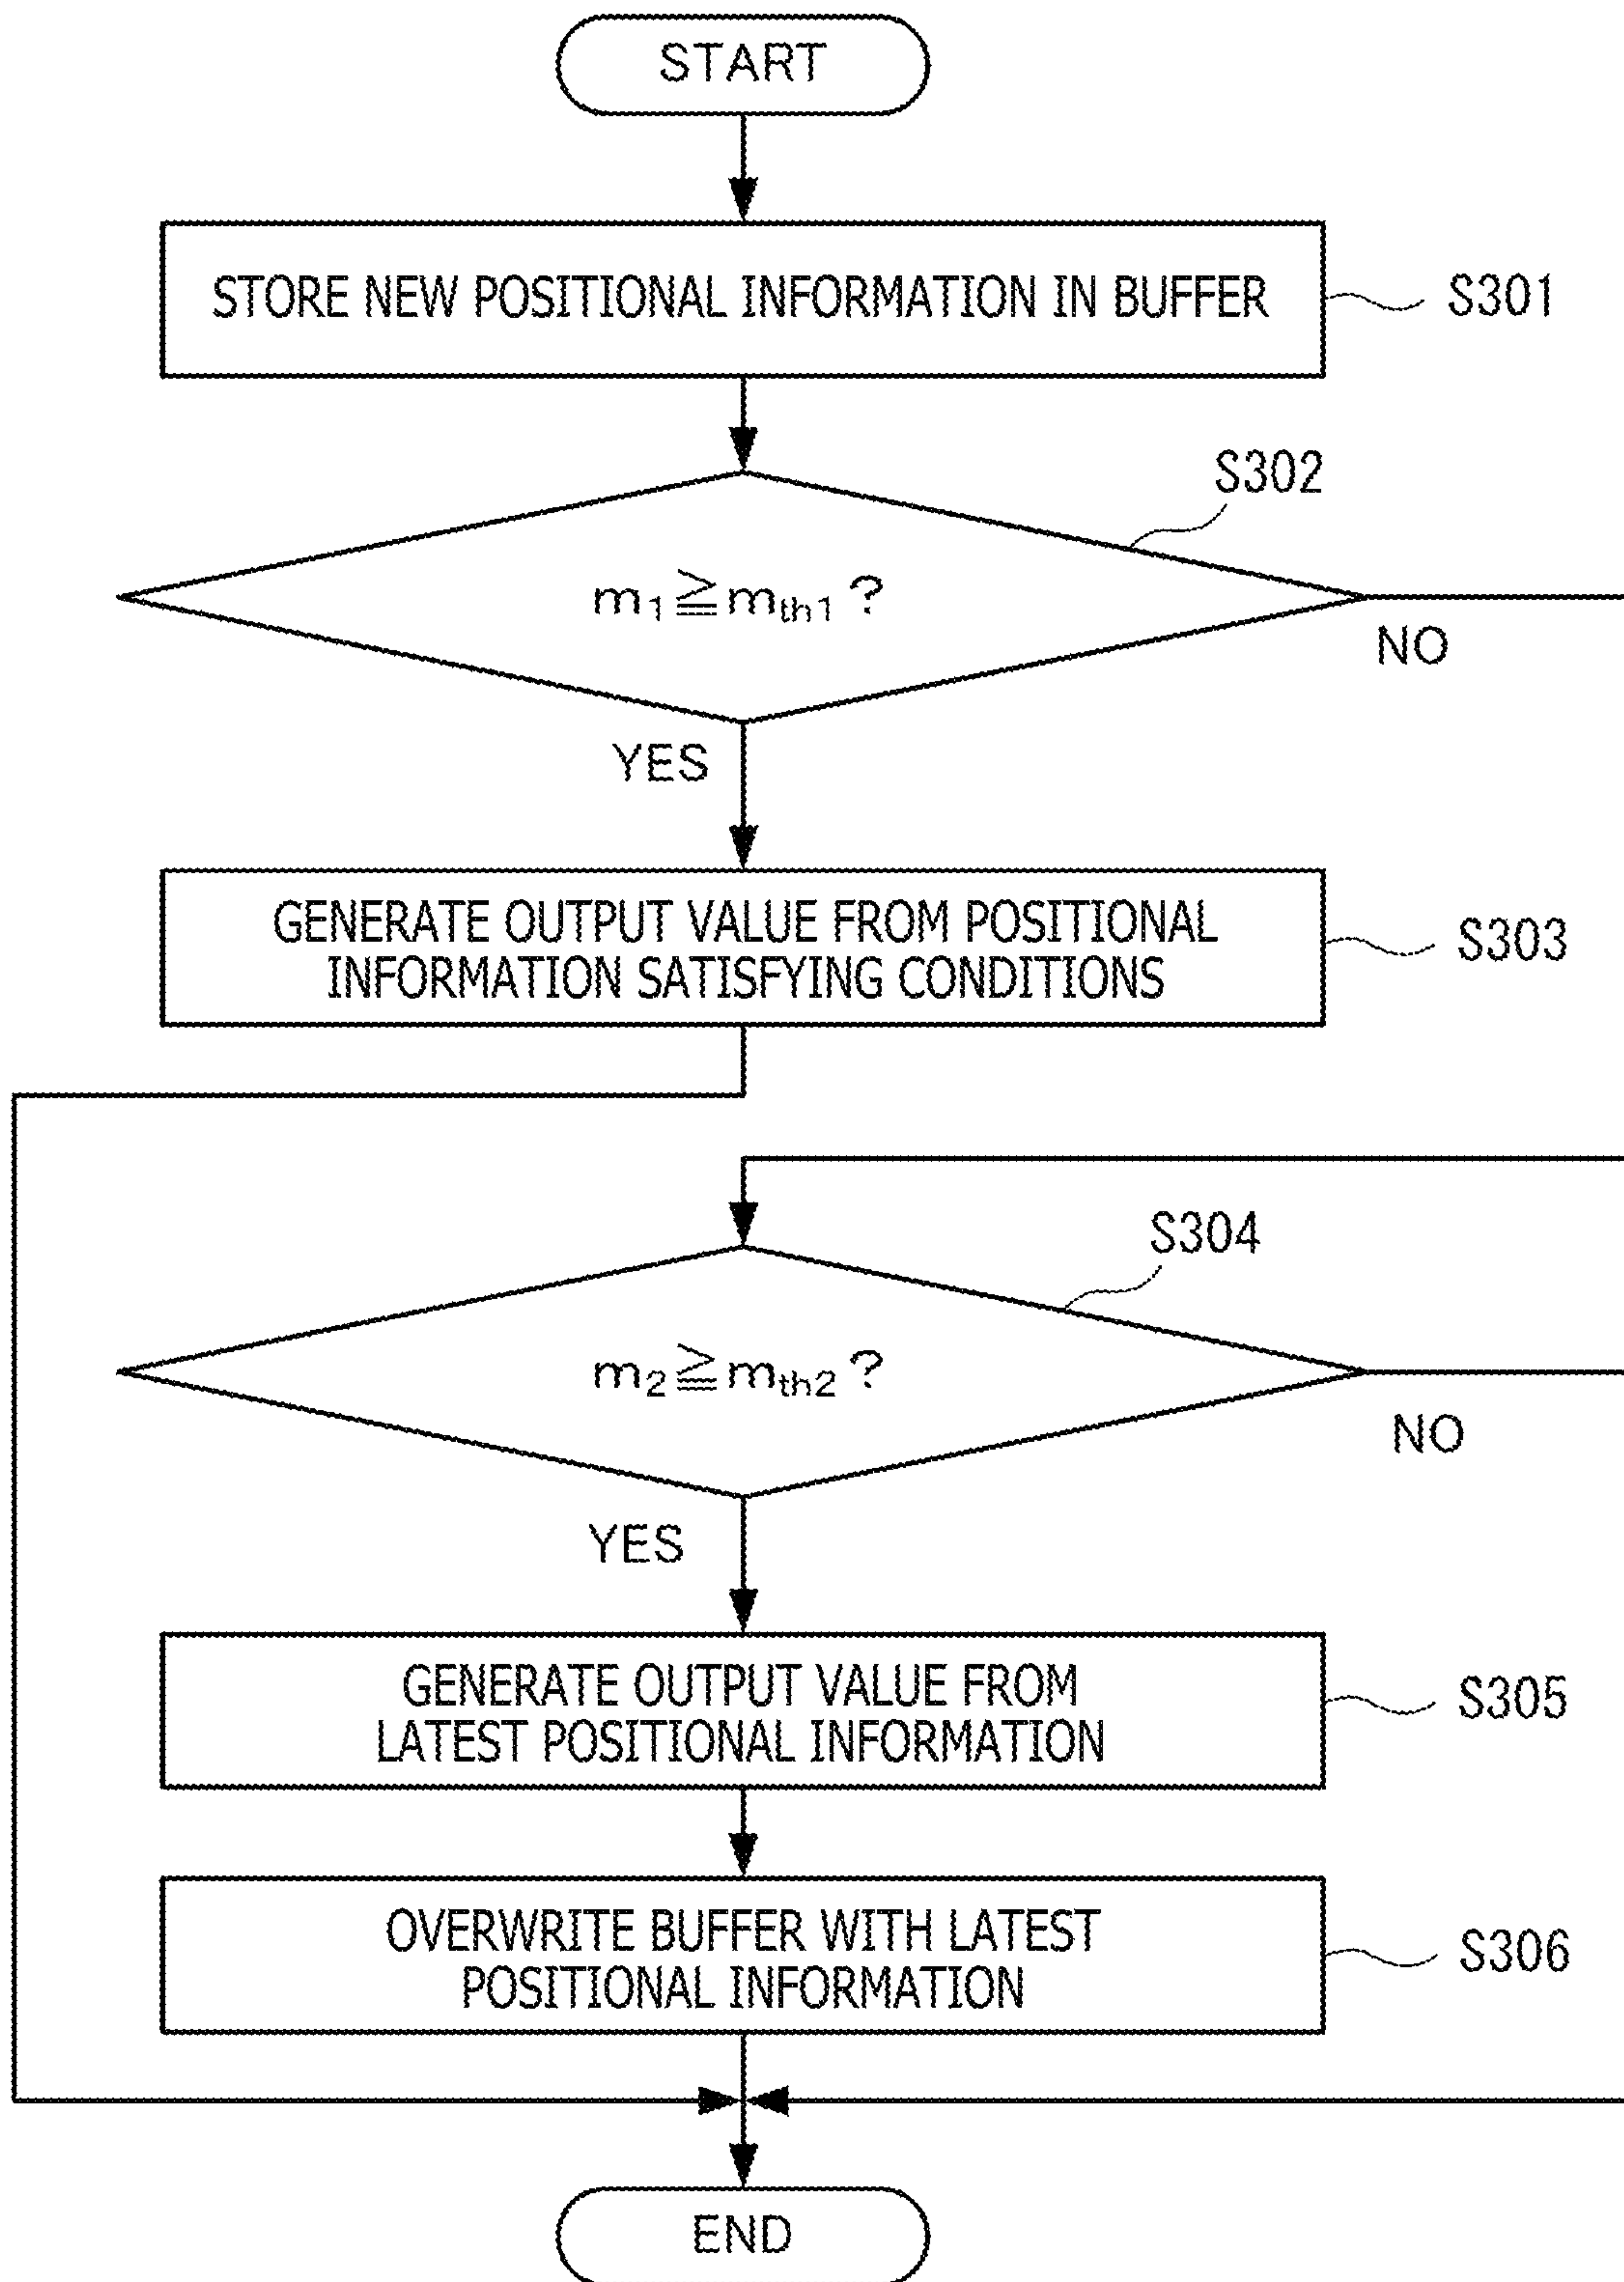 START
STORE NEW POSITIONAL INFORMATION IN BUFFER
S301
S302
m1≧mth1?
NO
YES
GENERATE OUTPUT VALUE FROM POSITIONAL
INFORMATION SATISFYING CONDITIONS
S303
S304
m2≧mth2?
NO
YES
GENERATE OUTPUT VALUE FROM
LATEST POSITIONAL INFORMATION
S305
OVERWRITE BUFFER WITH LATEST
POSITIONAL INFORMATION
S306
END